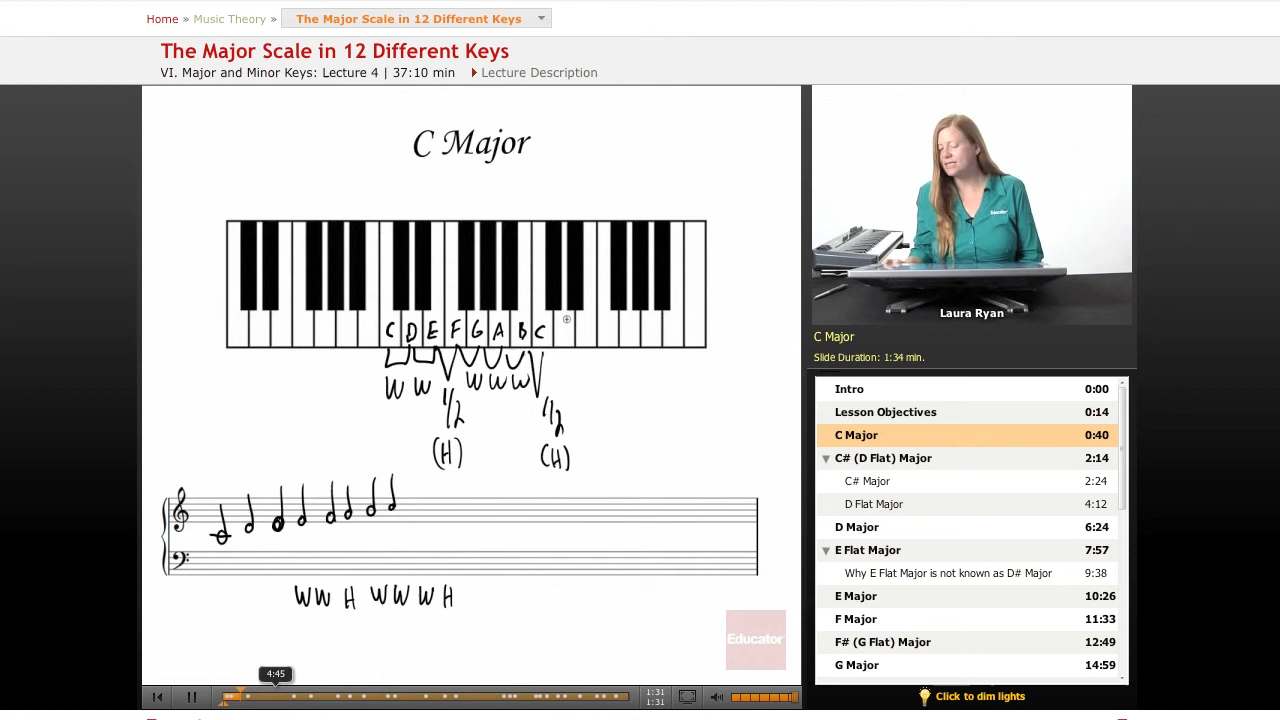 Home » Music Theory » The Major Scale in 12 Different Keys
The Major Scale in 12 Different Keys
VI. Major and Minor Keys: Lecture 4 | 37:10 min Lecture Description
C Major
C D E F G A B C
W W W W W
1/2 1/2
(H) (H)
W W H W W W H
Educator
4:45
1:31
1:31
Educator
Laura Ryan
C Major
Slide Duration: 1:34 min.
Intro 0:00
Lesson Objectives 0:14
C Major 0:40
C# (D Flat) Major 2:14
C# Major 2:24
D Flat Major 4:12
D Major 6:24
E Flat Major 7:57
Why E Flat Major is not known as D# Major 9:38
E Major 10:26
F Major 11:33
F# (G Flat) Major 12:49
G Major 14:59
Click to dim lights